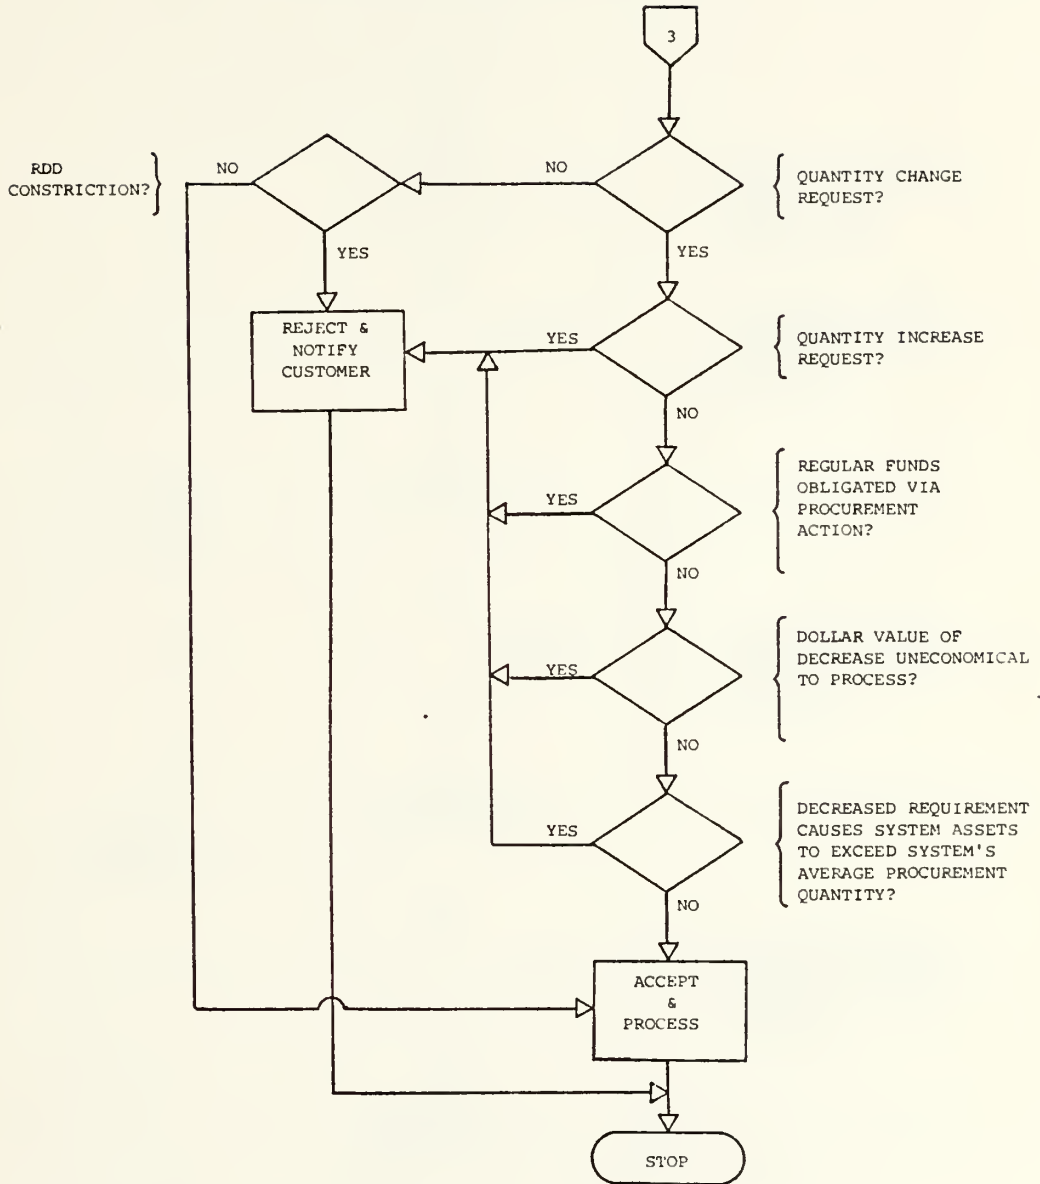 3
RDD
CONSTRICTION?
NO
NO
QUANTITY CHANGE
REQUEST?
YES
YES
REJECT &
NOTIFY
CUSTOMER
YES
QUANTITY INCREASE
REQUEST?
NO
YES
REGULAR FUNDS
OBLIGATED VIA
PROCUREMENT
ACTION?
NO
YES
DOLLAR VALUE OF
DECREASE UNECONOMICAL
TO PROCESS?
NO
YES
DECREASED REQUIREMENT
CAUSES SYSTEM ASSETS
TO EXCEED SYSTEM'S
AVERAGE PROCUREMENT
QUANTITY?
NO
ACCEPT
&
PROCESS
STOP